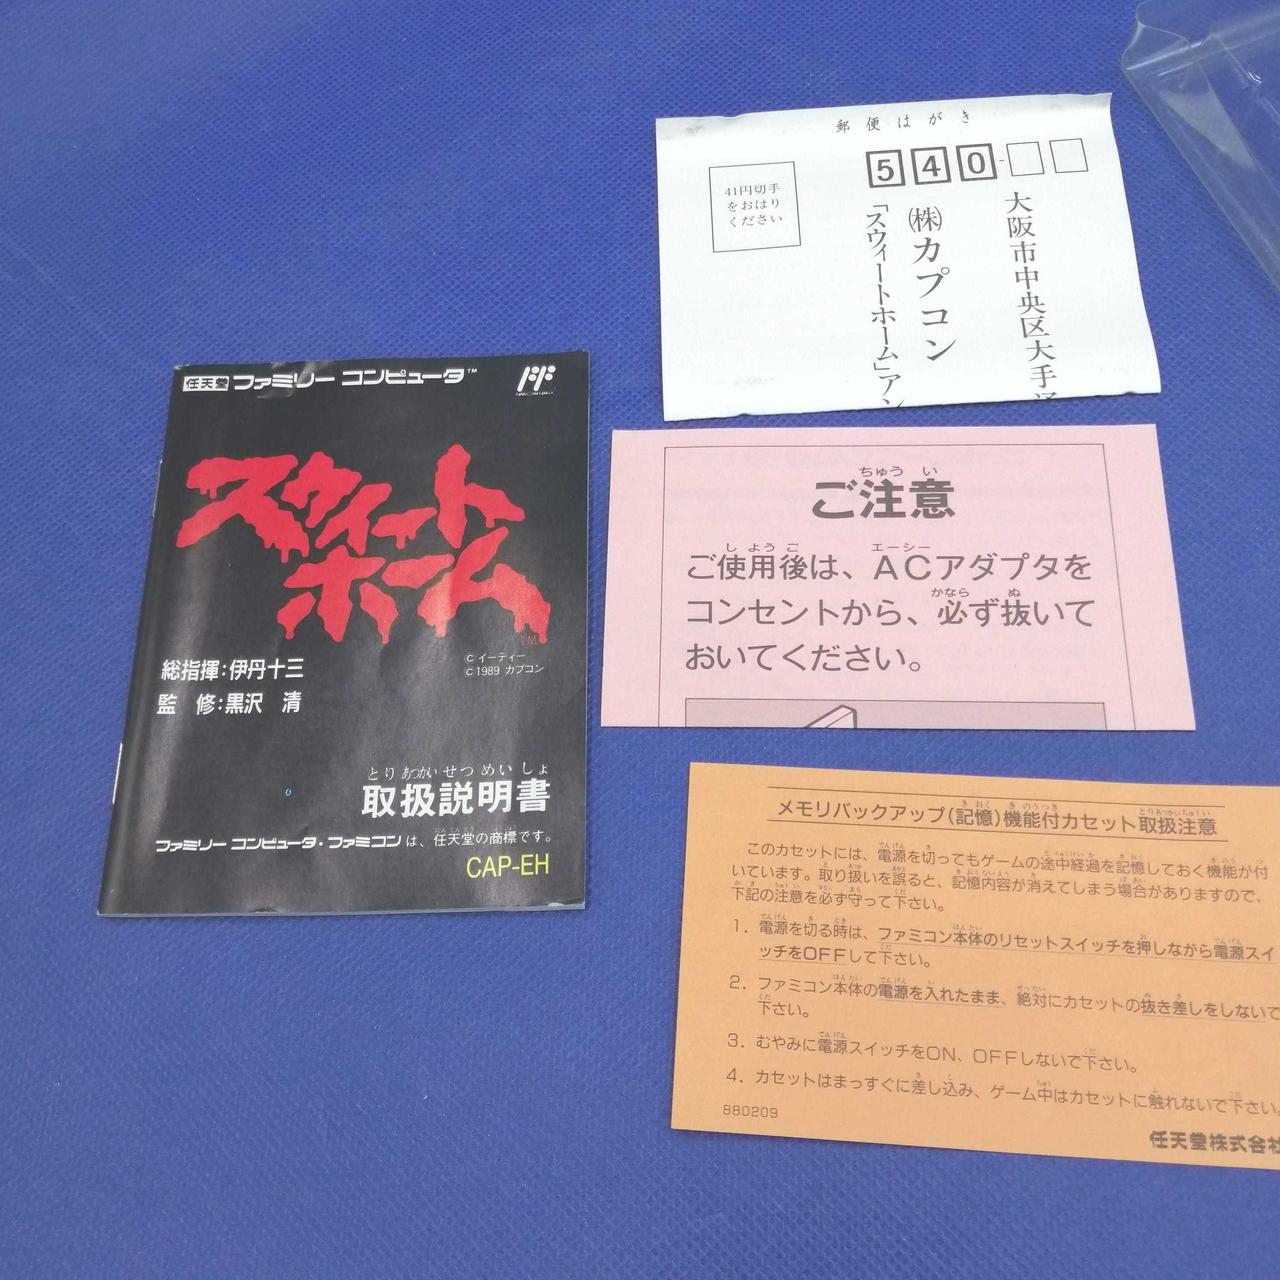 任天堂 ファミリー コンピュータ™
スウィート
ホーム
TM
© イーティー
© 1989 カプコン
総指揮:伊丹十三
監 修:黒沢 清
とり あつかい せつ めい しょ
取扱説明書
ファミリー コンピュータ・ファミコン は、任天堂の商標です。
CAP-EH
郵便はがき
540-
41円切手
をおはり
ください
大阪市中央区大手
(株)カプコン
「スウィートホーム」アン
ちゅう い
ご注意
し よう ご エーシー
ご使用後は、ACアダプタを
かなら ぬ
コンセントから、必ず抜いて
おいてください。
メモリバックアップ(記憶)機能付カセット取扱注意
このカセットには、電源を切ってもゲームの途中経過を記憶しておく機能が付
いています。取り扱いを誤ると、記憶内容が消えてしまう場合がありますので、
下記の注意を必ず守って下さい。
1. 電源を切る時は、ファミコン本体のリセットスイッチを押しながら電源スイ
ッチをOFFして下さい。
2. ファミコン本体の電源を入れたまま、絶対にカセットの抜き差しをしないで
下さい。
3. むやみに電源スイッチをON、OFFしないで下さい。
4. カセットはまっすぐに差し込み、ゲーム中はカセットに触れないで下さい。
880209
任天堂株式会社